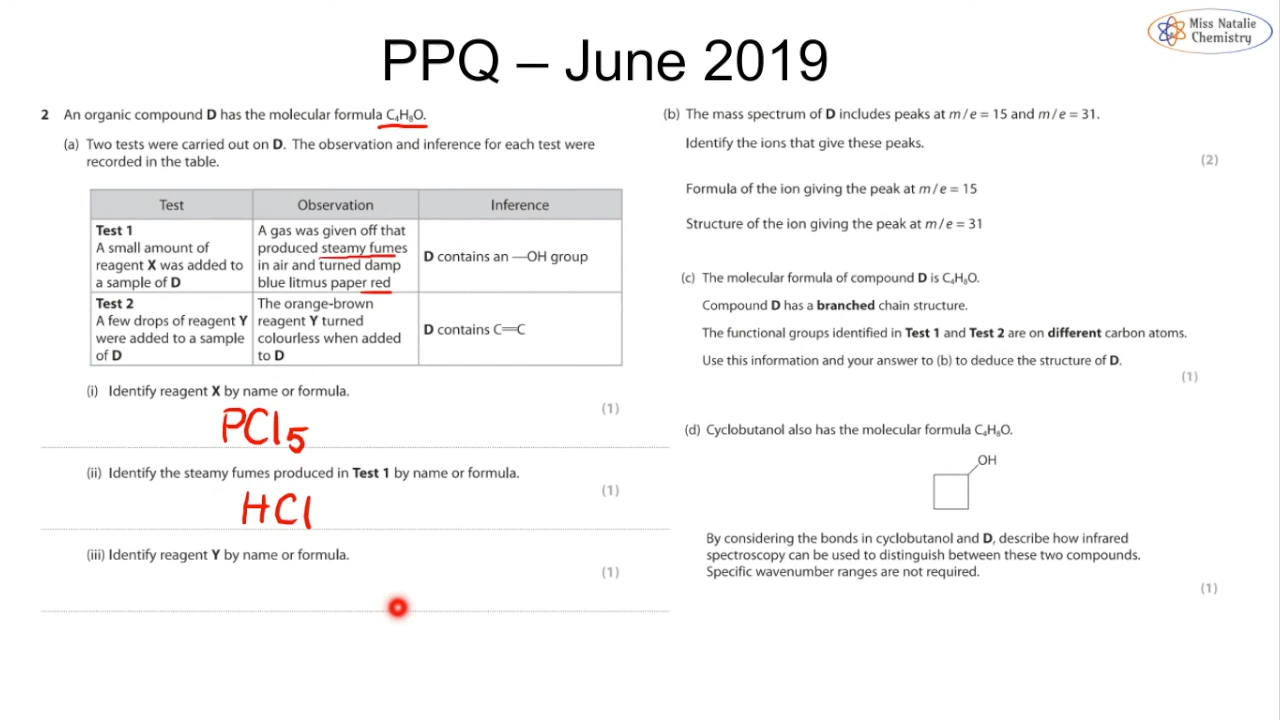 Miss Natalie
Chemistry
PPQ – June 2019
2 An organic compound D has the molecular formula C₄H₈O.
(a) Two tests were carried out on D. The observation and inference for each test were
recorded in the table.
Test Observation Inference
Test 1
A small amount of
reagent X was added to
a sample of D
A gas was given off that
produced steamy fumes
in air and turned damp
blue litmus paper red
D contains an —OH group
Test 2
A few drops of reagent Y
were added to a sample
of D
The orange-brown
reagent Y turned
colourless when added
to D
D contains C=C
(i) Identify reagent X by name or formula.
(1)
PCl5
(ii) Identify the steamy fumes produced in Test 1 by name or formula.
(1)
HCl
(iii) Identify reagent Y by name or formula.
(1)
(b) The mass spectrum of D includes peaks at m/e = 15 and m/e = 31.
Identify the ions that give these peaks.
(2)
Formula of the ion giving the peak at m/e = 15
Structure of the ion giving the peak at m/e = 31
(c) The molecular formula of compound D is C₄H₈O.
Compound D has a branched chain structure.
The functional groups identified in Test 1 and Test 2 are on different carbon atoms.
Use this information and your answer to (b) to deduce the structure of D.
(1)
(d) Cyclobutanol also has the molecular formula C₄H₈O.
OH
By considering the bonds in cyclobutanol and D, describe how infrared
spectroscopy can be used to distinguish between these two compounds.
Specific wavenumber ranges are not required.
(1)